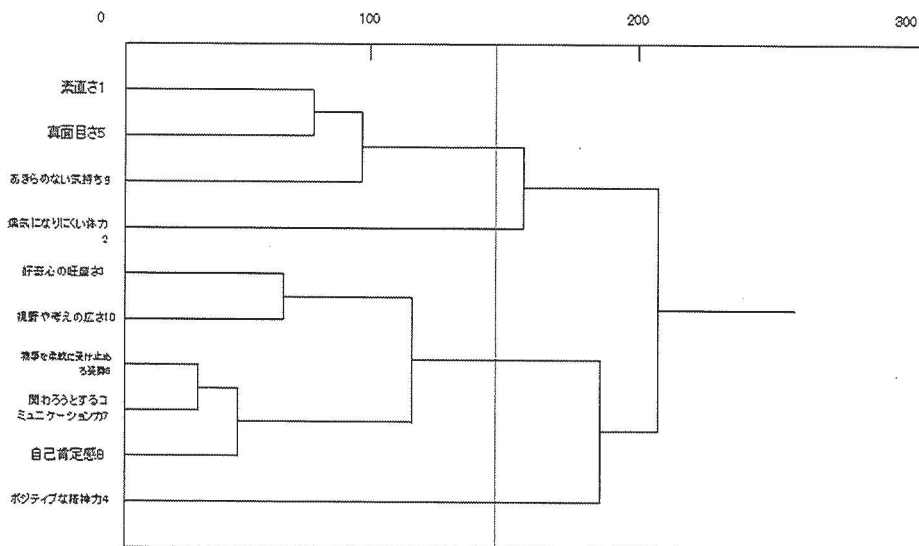 0 100 200 300
素直さ1
真面目さ5
あきらめない気持ち9
病気になりにくい体力
2
好奇心の旺盛さ3
視野や考えの広さ10
物事を柔軟に受け止め
る姿勢6
関わろうとするコ
ミュニケーション力7
自己肯定感8
ポジティブな精神力4